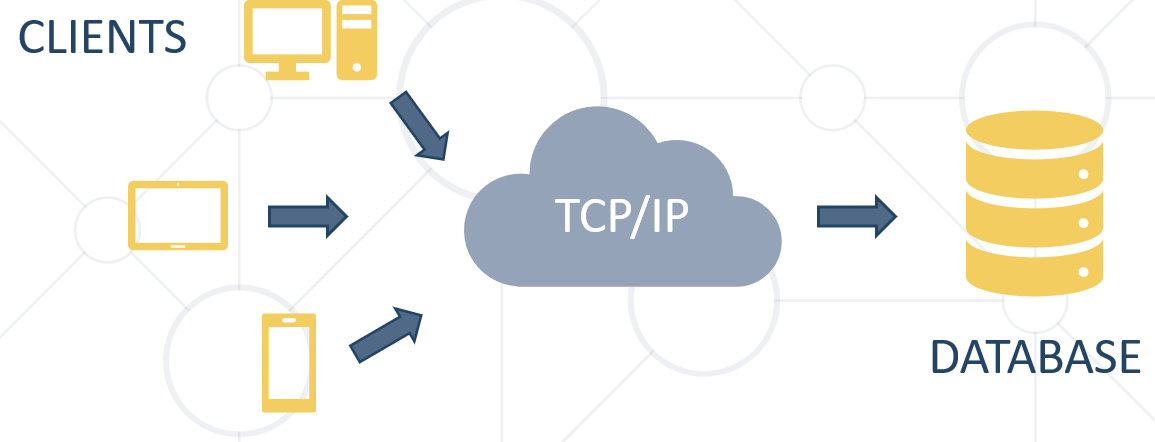 CLIENTS
TCP/IP
DATABASE